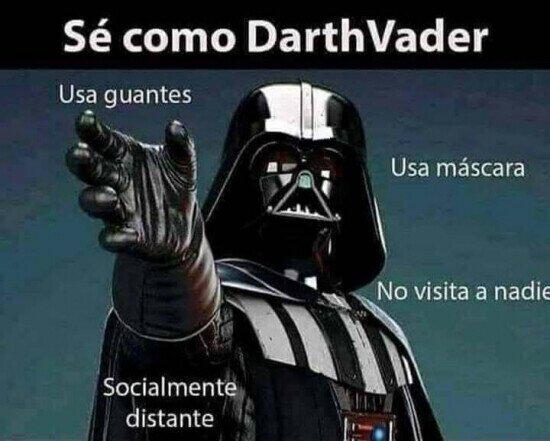 Sé como DarthVader
Usa guantes
Usa máscara
No visita a nadie
Socialmente
distante